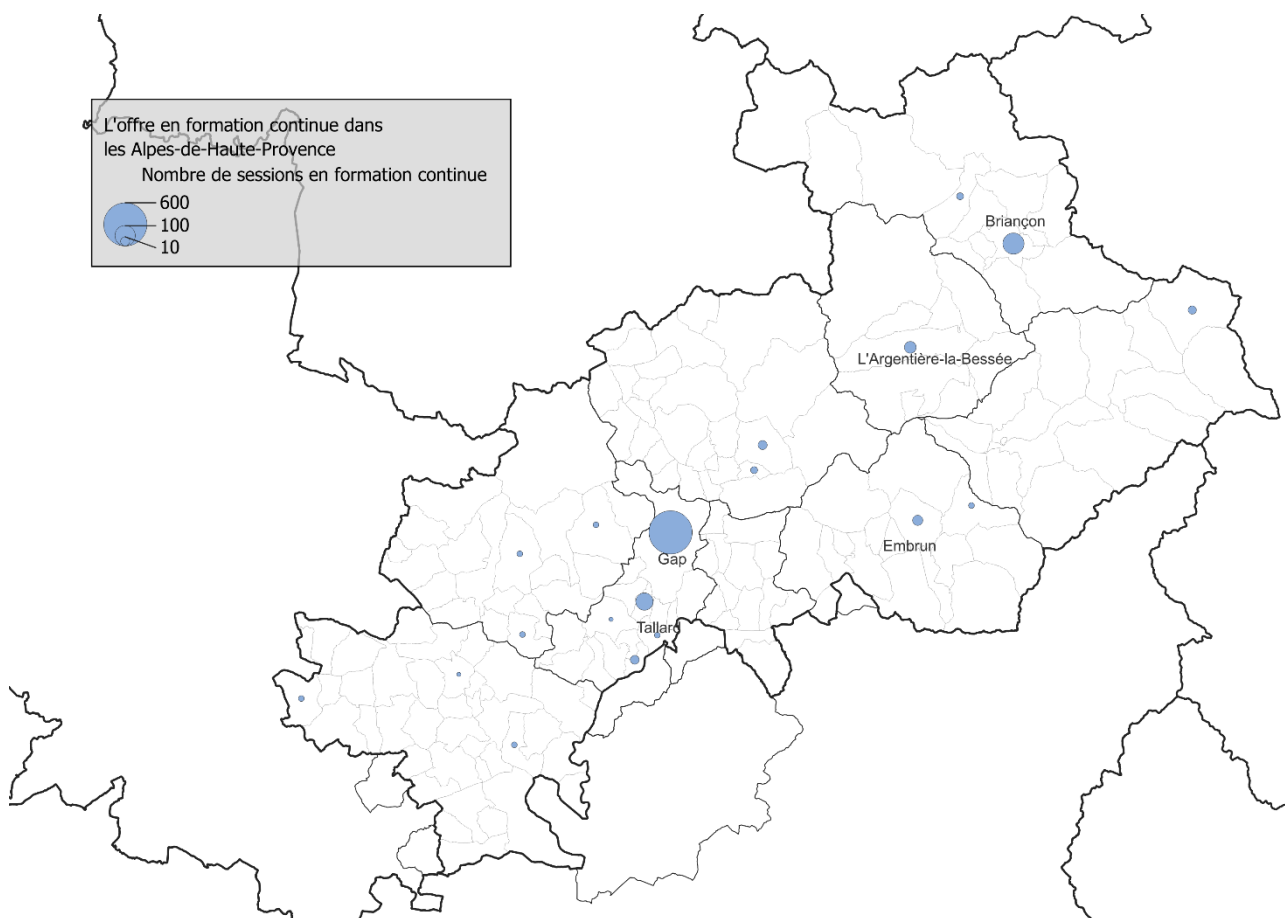 L'offre en formation continue dans
les Alpes-de-Haute-Provence
Nombre de sessions en formation continue
600
100
10
Briançon
L'Argentière-la-Bessée
Embrun
Gap
Tallard